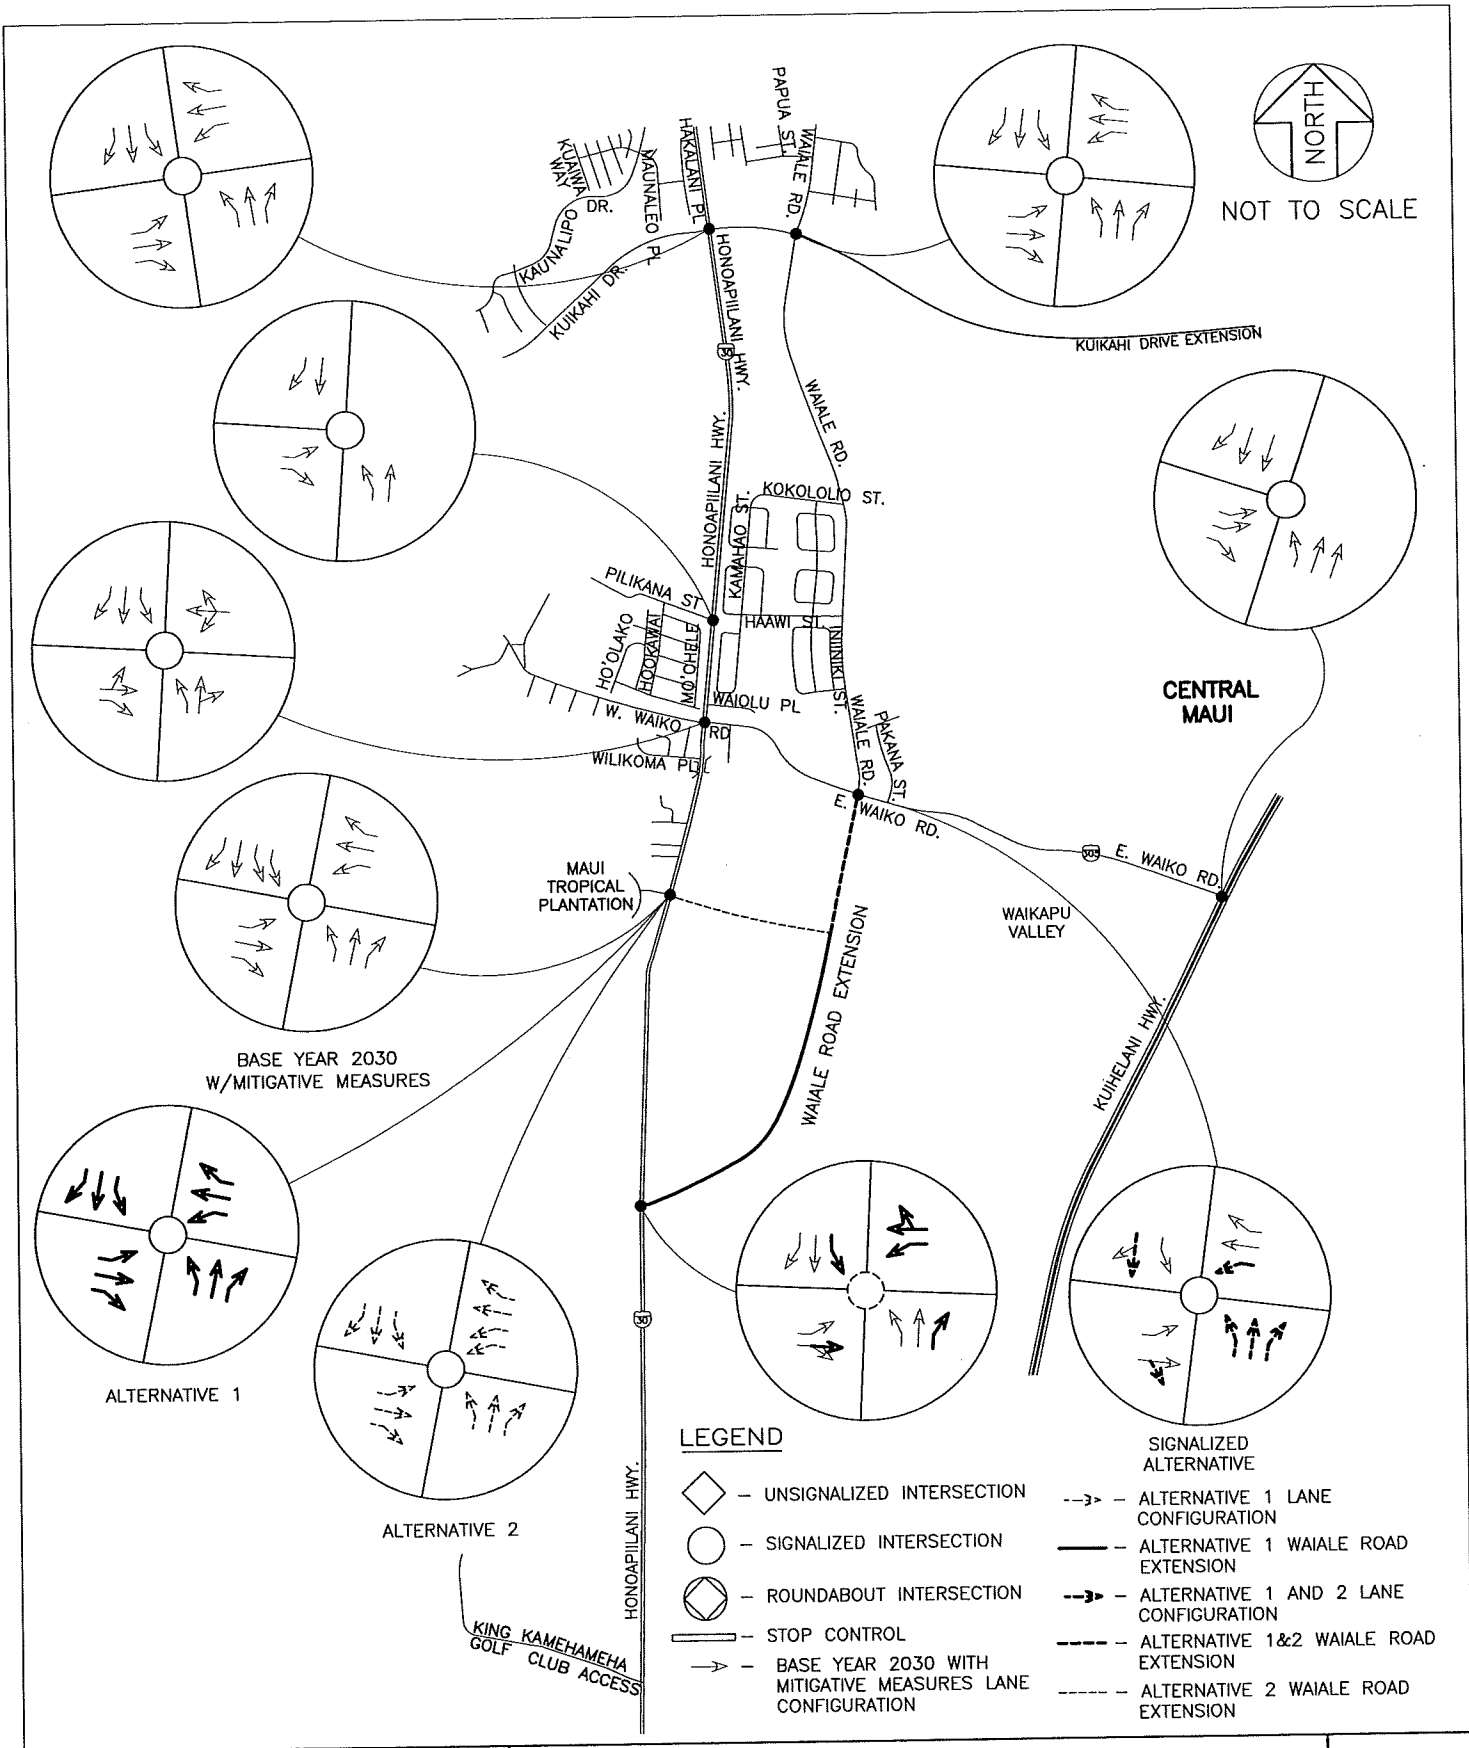 NORTH
NOT TO SCALE
PAPUA ST.
WAIALE RD.
HAKALANI PL
MAUNALEO PL
KUAIWA
WAY
KAUNALIPO
DR.
KUIKAHI DR.
HONOAPIILANI HWY.
30
KUIKAHI DRIVE EXTENSION
WAIALE RD.
HONOAPIILANI HWY.
KAMAHAO ST.
KOKOLOLIO ST.
PILIKANA ST
HAAWI ST.
HO'OLAKO
HOOKAWAI
MO'OHELE
ININIKI ST.
WAIOLU PL
W. WAIKO RD
WILIKOMA PL
WAIALE RD.
PAKANA ST.
E. WAIKO RD.
305
E. WAIKO RD.
CENTRAL
MAUI
MAUI
TROPICAL
PLANTATION
WAIKAPU
VALLEY
WAIALE ROAD EXTENSION
KUIHELANI HWY.
BASE YEAR 2030
W/MITIGATIVE MEASURES
30
ALTERNATIVE 1
ALTERNATIVE 2
SIGNALIZED
ALTERNATIVE
HONOAPIILANI HWY.
KING KAMEHAMEHA
GOLF CLUB ACCESS
LEGEND
– UNSIGNALIZED INTERSECTION
– SIGNALIZED INTERSECTION
– ROUNDABOUT INTERSECTION
– STOP CONTROL
– BASE YEAR 2030 WITH
MITIGATIVE MEASURES LANE
CONFIGURATION
– ALTERNATIVE 1 LANE
CONFIGURATION
– ALTERNATIVE 1 WAIALE ROAD
EXTENSION
– ALTERNATIVE 1 AND 2 LANE
CONFIGURATION
– ALTERNATIVE 1&2 WAIALE ROAD
EXTENSION
– ALTERNATIVE 2 WAIALE ROAD
EXTENSION